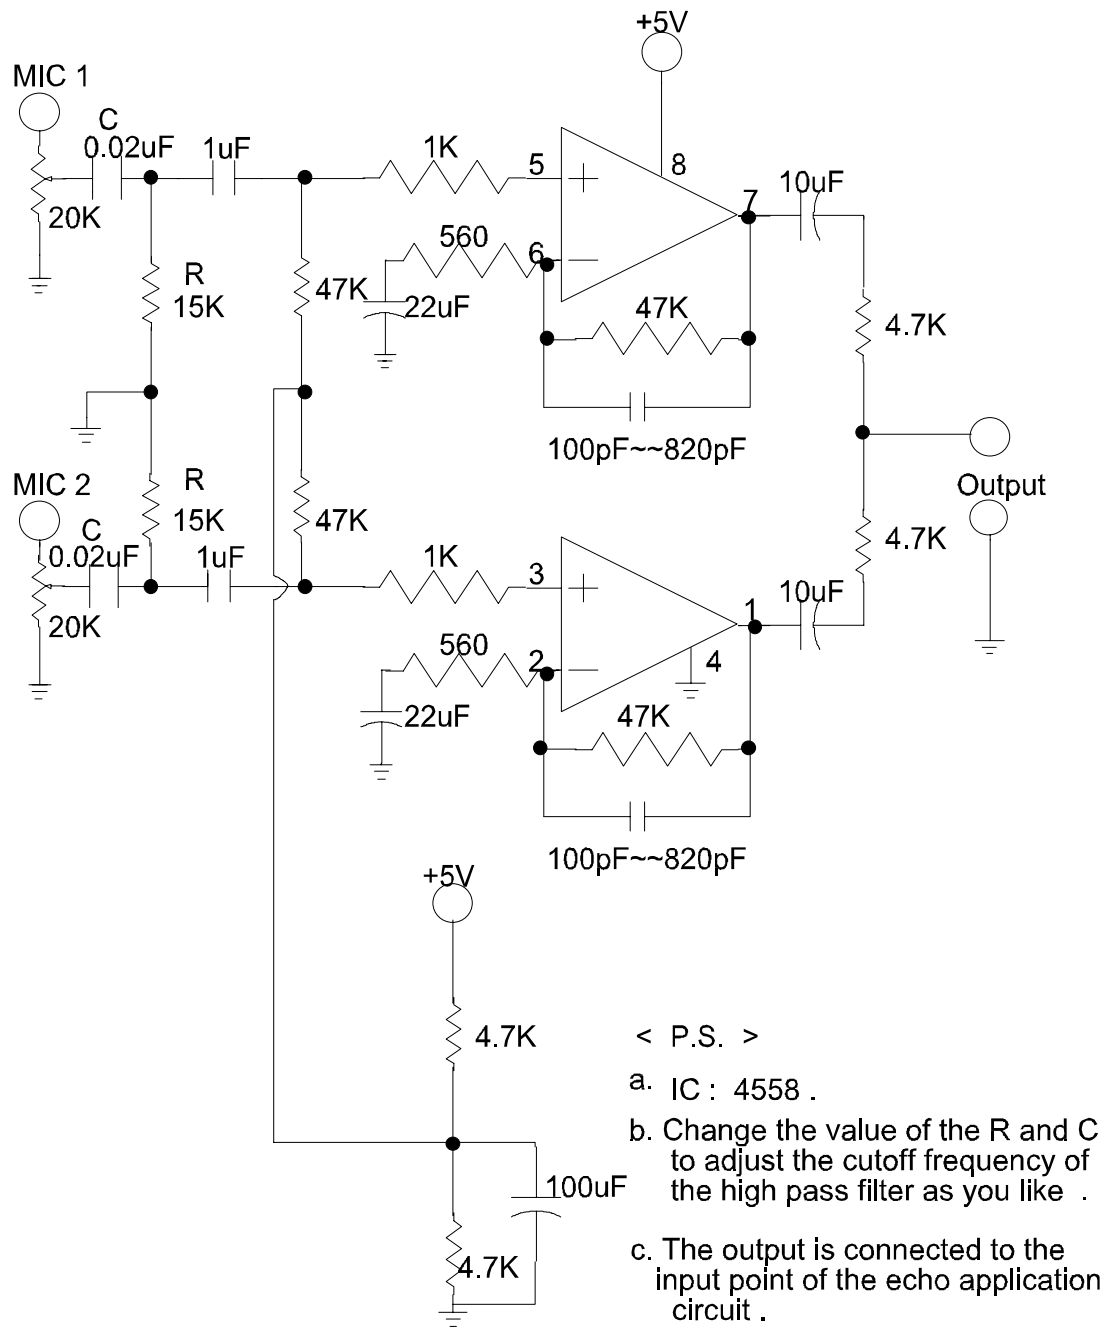 +5V
MIC 1
C
0.02uF
1uF
1K
5
8
10uF
7
20K
560
6
R
15K
47K
22uF
47K
4.7K
100pF~~820pF
MIC 2
R
15K
47K
Output
C
0.02uF
1uF
1K
3
4.7K
10uF
1
20K
560
2
4
22uF
47K
100pF~~820pF
+5V
4.7K
100uF
4.7K
< P.S. >
a. IC : 4558 .
b. Change the value of the R and C
to adjust the cutoff frequency of
the high pass filter as you like .
c. The output is connected to the
input point of the echo application
circuit .